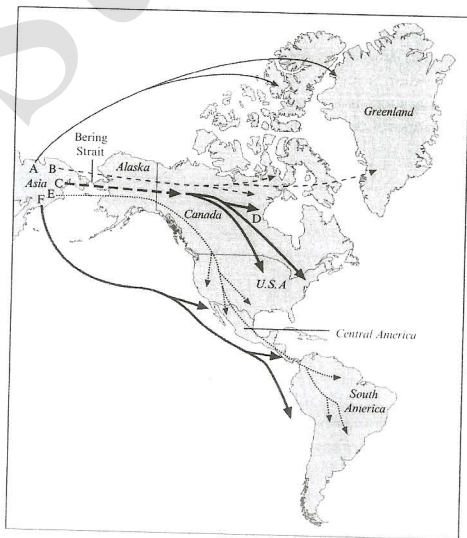 Greenland
Bering
Strait
Alaska
A B
Asia C
E
F
Canada
D
U.S.A
Central America
South
America